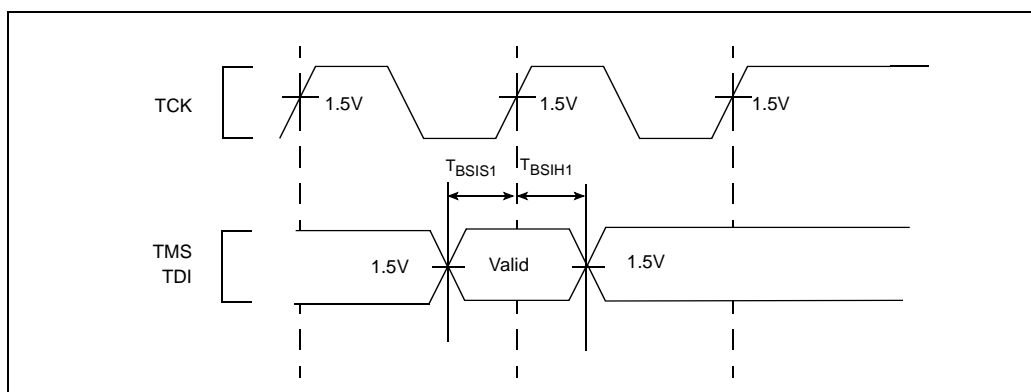 TCK
1.5V
1.5V
1.5V
TBSIS1
TBSIH1
TMS
TDI
1.5V
Valid
1.5V